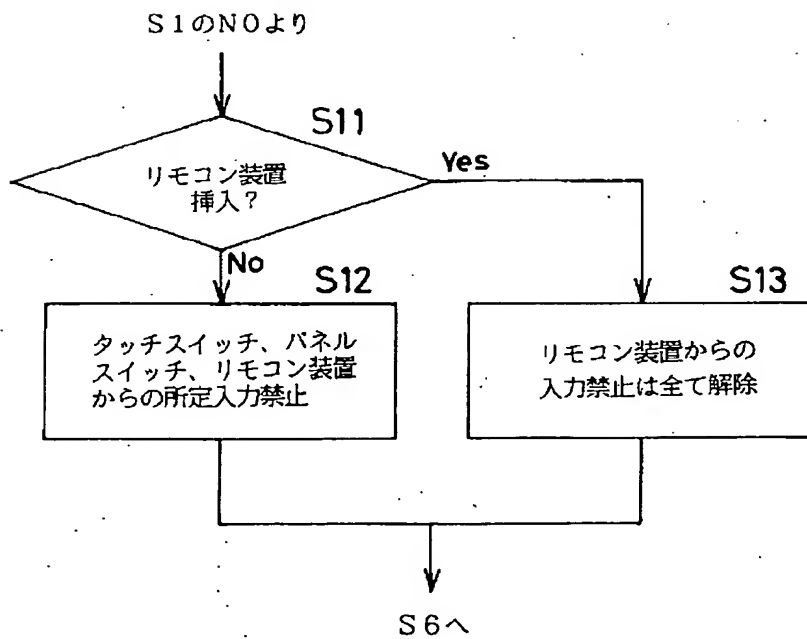 S1のNOより
S11
リモコン装置
挿入?
Yes
No
S12
タッチスイッチ、パネル
スイッチ、リモコン装置
からの所定入力禁止
S13
リモコン装置からの
入力禁止は全て解除
S6へ